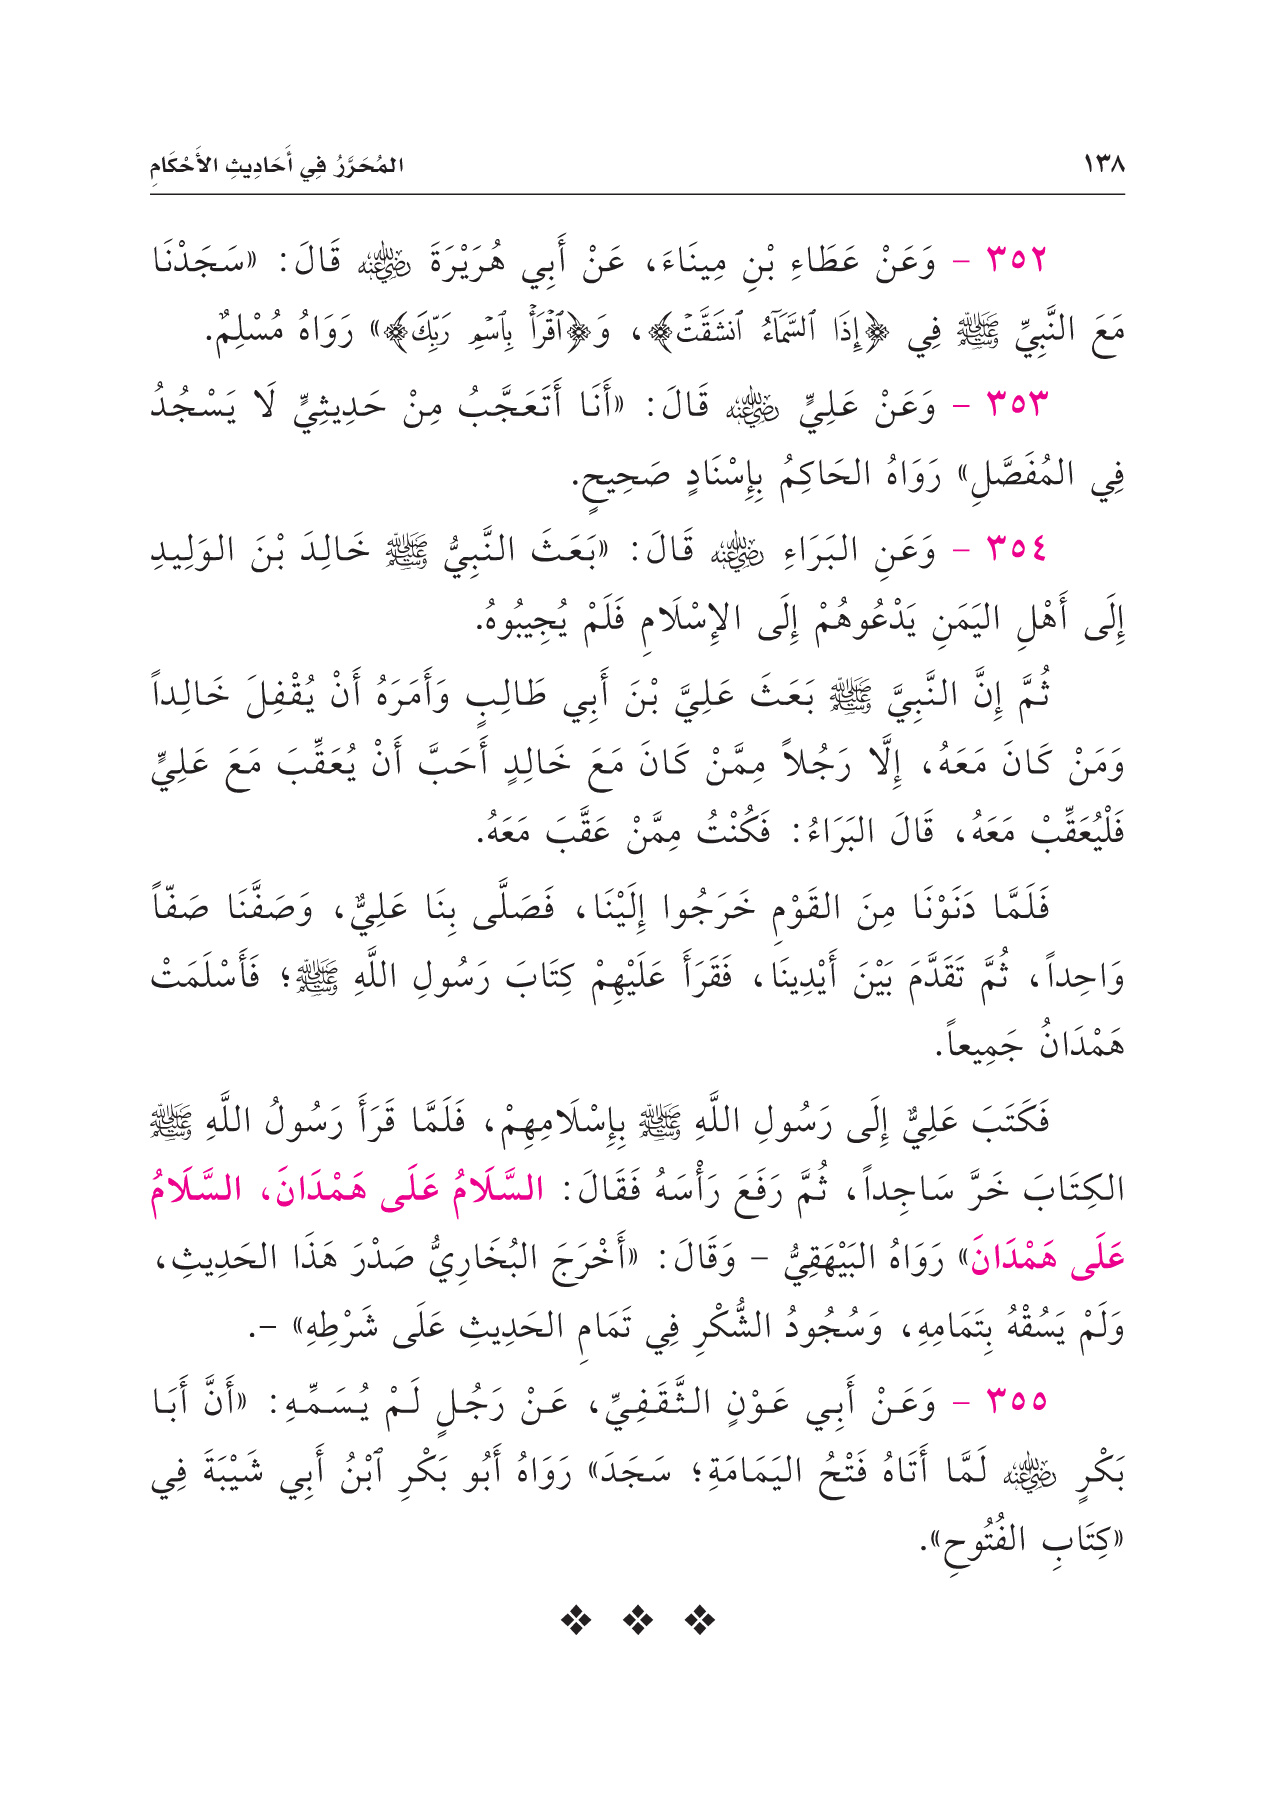 ١٣٨ المُحَرَّرُ فِي أَحَادِيثِ الأَحْكَامِ
٣٥٢ - وَعَنْ عَطَاءِ بْنِ مِينَاءَ، عَنْ أَبِي هُرَيْرَةَ ﵁ قَالَ: «سَجَدْنَا
مَعَ النَّبِيِّ ﷺ فِي ﴿إِذَا ٱلسَّمَآءُ ٱنشَقَّتْ﴾، وَ﴿ٱقْرَأْ بِٱسْمِ رَبِّكَ﴾» رَوَاهُ مُسْلِمٌ.
٣٥٣ - وَعَنْ عَلِيٍّ ﵁ قَالَ: «أَنَا أَتَعَجَّبُ مِنْ حَدِيثِيٍّ لَا يَسْجُدُ
فِي المُفَصَّلِ» رَوَاهُ الحَاكِمُ بِإِسْنَادٍ صَحِيحٍ.
٣٥٤ - وَعَنِ البَرَاءِ ﵁ قَالَ: «بَعَثَ النَّبِيُّ ﷺ خَالِدَ بْنَ الوَلِيدِ
إِلَى أَهْلِ اليَمَنِ يَدْعُوهُمْ إِلَى الإِسْلَامِ فَلَمْ يُجِيبُوهُ.
ثُمَّ إِنَّ النَّبِيَّ ﷺ بَعَثَ عَلِيَّ بْنَ أَبِي طَالِبٍ وَأَمَرَهُ أَنْ يُقْفِلَ خَالِداً
وَمَنْ كَانَ مَعَهُ، إِلَّا رَجُلاً مِمَّنْ كَانَ مَعَ خَالِدٍ أَحَبَّ أَنْ يُعَقِّبَ مَعَ عَلِيٍّ
فَلْيُعَقِّبْ مَعَهُ، قَالَ البَرَاءُ: فَكُنْتُ مِمَّنْ عَقَّبَ مَعَهُ.
فَلَمَّا دَنَوْنَا مِنَ القَوْمِ خَرَجُوا إِلَيْنَا، فَصَلَّى بِنَا عَلِيٌّ، وَصَفَّنَا صَفّاً
وَاحِداً، ثُمَّ تَقَدَّمَ بَيْنَ أَيْدِينَا، فَقَرَأَ عَلَيْهِمْ كِتَابَ رَسُولِ اللَّهِ ﷺ؛ فَأَسْلَمَتْ
هَمْدَانُ جَمِيعاً.
فَكَتَبَ عَلِيٌّ إِلَى رَسُولِ اللَّهِ ﷺ بِإِسْلَامِهِمْ، فَلَمَّا قَرَأَ رَسُولُ اللَّهِ ﷺ
الكِتَابَ خَرَّ سَاجِداً، ثُمَّ رَفَعَ رَأْسَهُ فَقَالَ: السَّلَامُ عَلَى هَمْدَانَ، السَّلَامُ
عَلَى هَمْدَانَ» رَوَاهُ البَيْهَقِيُّ - وَقَالَ: «أَخْرَجَ البُخَارِيُّ صَدْرَ هَذَا الحَدِيثِ،
وَلَمْ يَسُقْهُ بِتَمَامِهِ، وَسُجُودُ الشُّكْرِ فِي تَمَامِ الحَدِيثِ عَلَى شَرْطِهِ» -.
٣٥٥ - وَعَنْ أَبِي عَوْنٍ الثَّقَفِيِّ، عَنْ رَجُلٍ لَمْ يُسَمِّهِ: «أَنَّ أَبَا
بَكْرٍ ﵁ لَمَّا أَتَاهُ فَتْحُ اليَمَامَةِ؛ سَجَدَ» رَوَاهُ أَبُو بَكْرِ ٱبْنُ أَبِي شَيْبَةَ فِي
«كِتَابِ الفُتُوحِ».